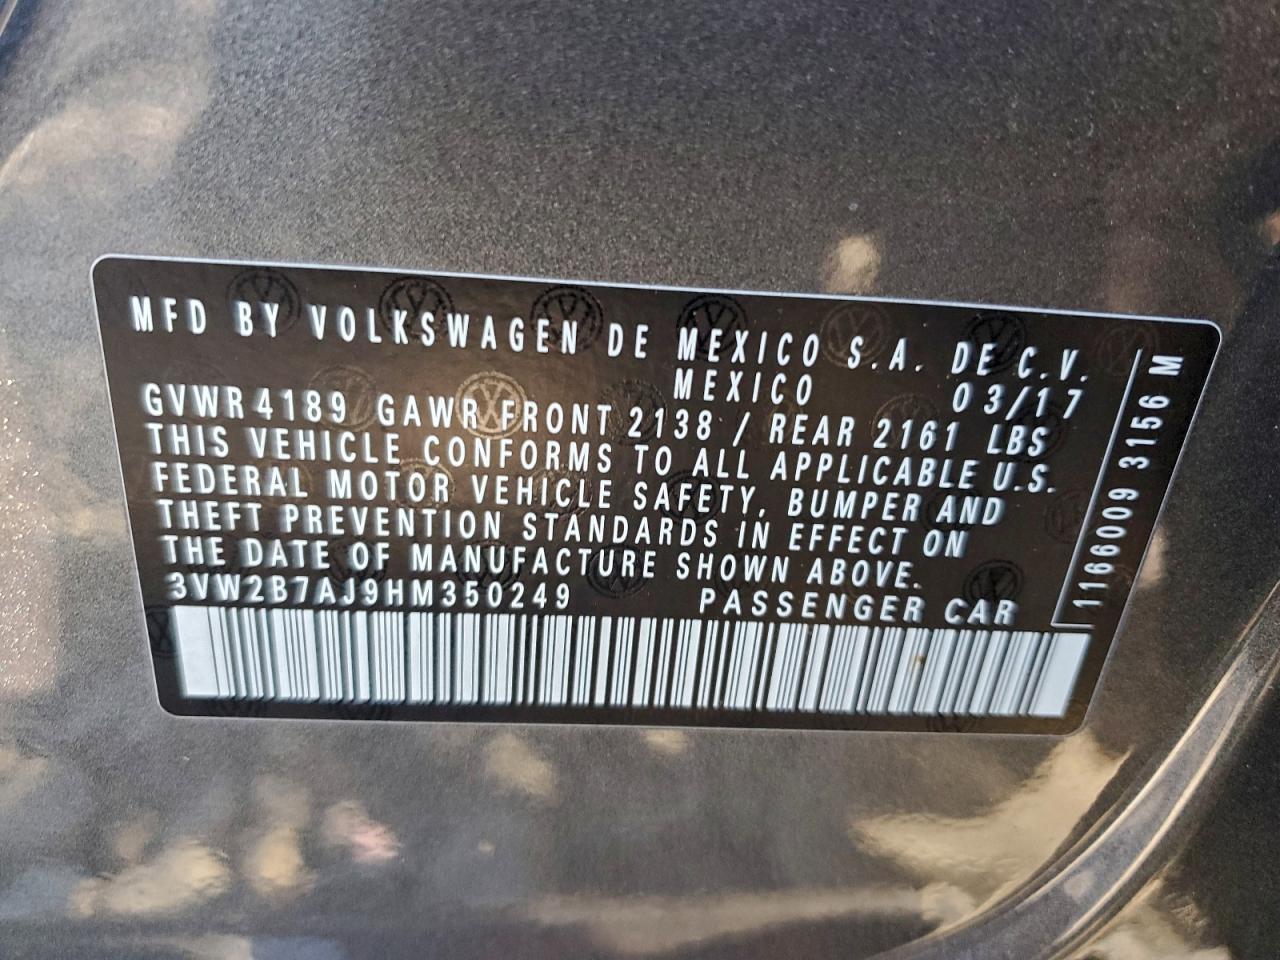 MFD BY VOLKSWAGEN DE MEXICO S.A. DE C.V.
MEXICO 03/17
GVWR 4189 GAWR FRONT 2138 / REAR 2161 LBS
THIS VEHICLE CONFORMS TO ALL APPLICABLE U.S.
FEDERAL MOTOR VEHICLE SAFETY, BUMPER AND
THEFT PREVENTION STANDARDS IN EFFECT ON
THE DATE OF MANUFACTURE SHOWN ABOVE.
3VW2B7AJ9HM350249 PASSENGER CAR
1166009 3156 M